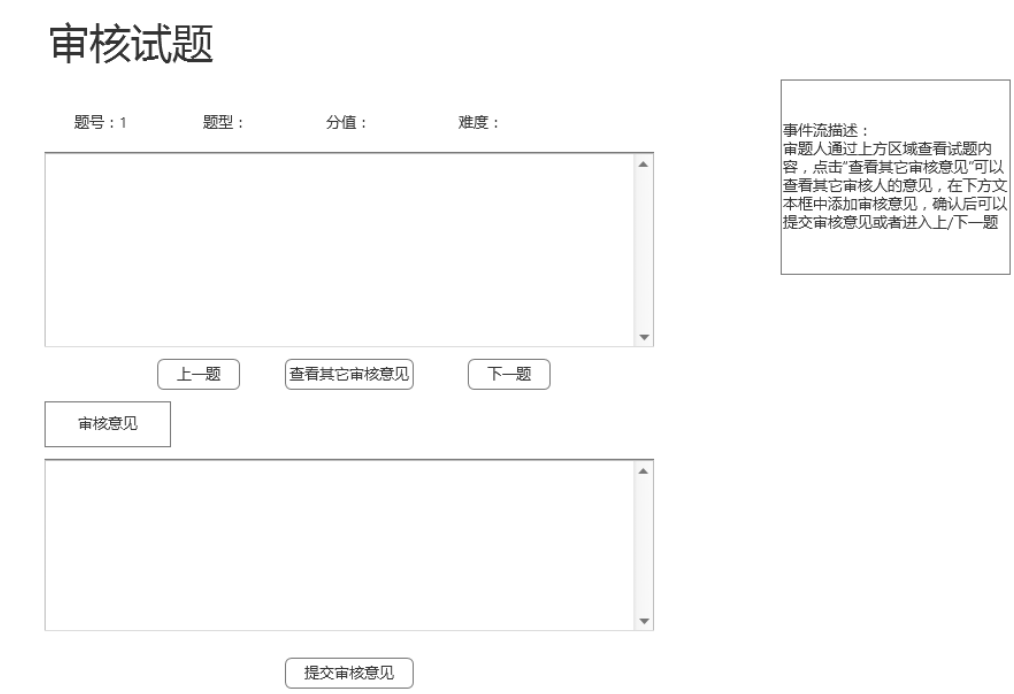 审核试题
题号：1 题型： 分值： 难度：
事件流描述：
审题人通过上方区域查看试题内
容，点击“查看其它审核意见”可以
查看其它审核人的意见，在下方文
本框中添加审核意见，确认后可以
提交审核意见或者进入上/下一题
上一题 查看其它审核意见 下一题
审核意见
提交审核意见